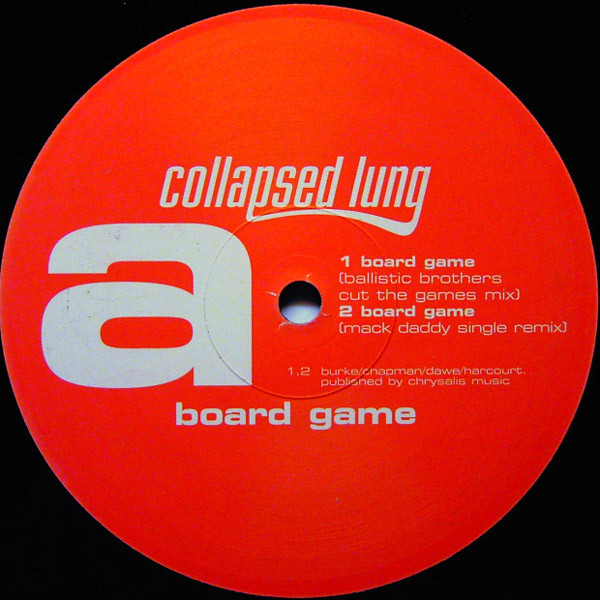 collapsed lung
a
1 board game
(ballistic brothers
cut the games mix)
2 board game
(mack daddy single remix)
1.2 burke/chapman/dawe/harcourt.
published by chrysalis music
board game